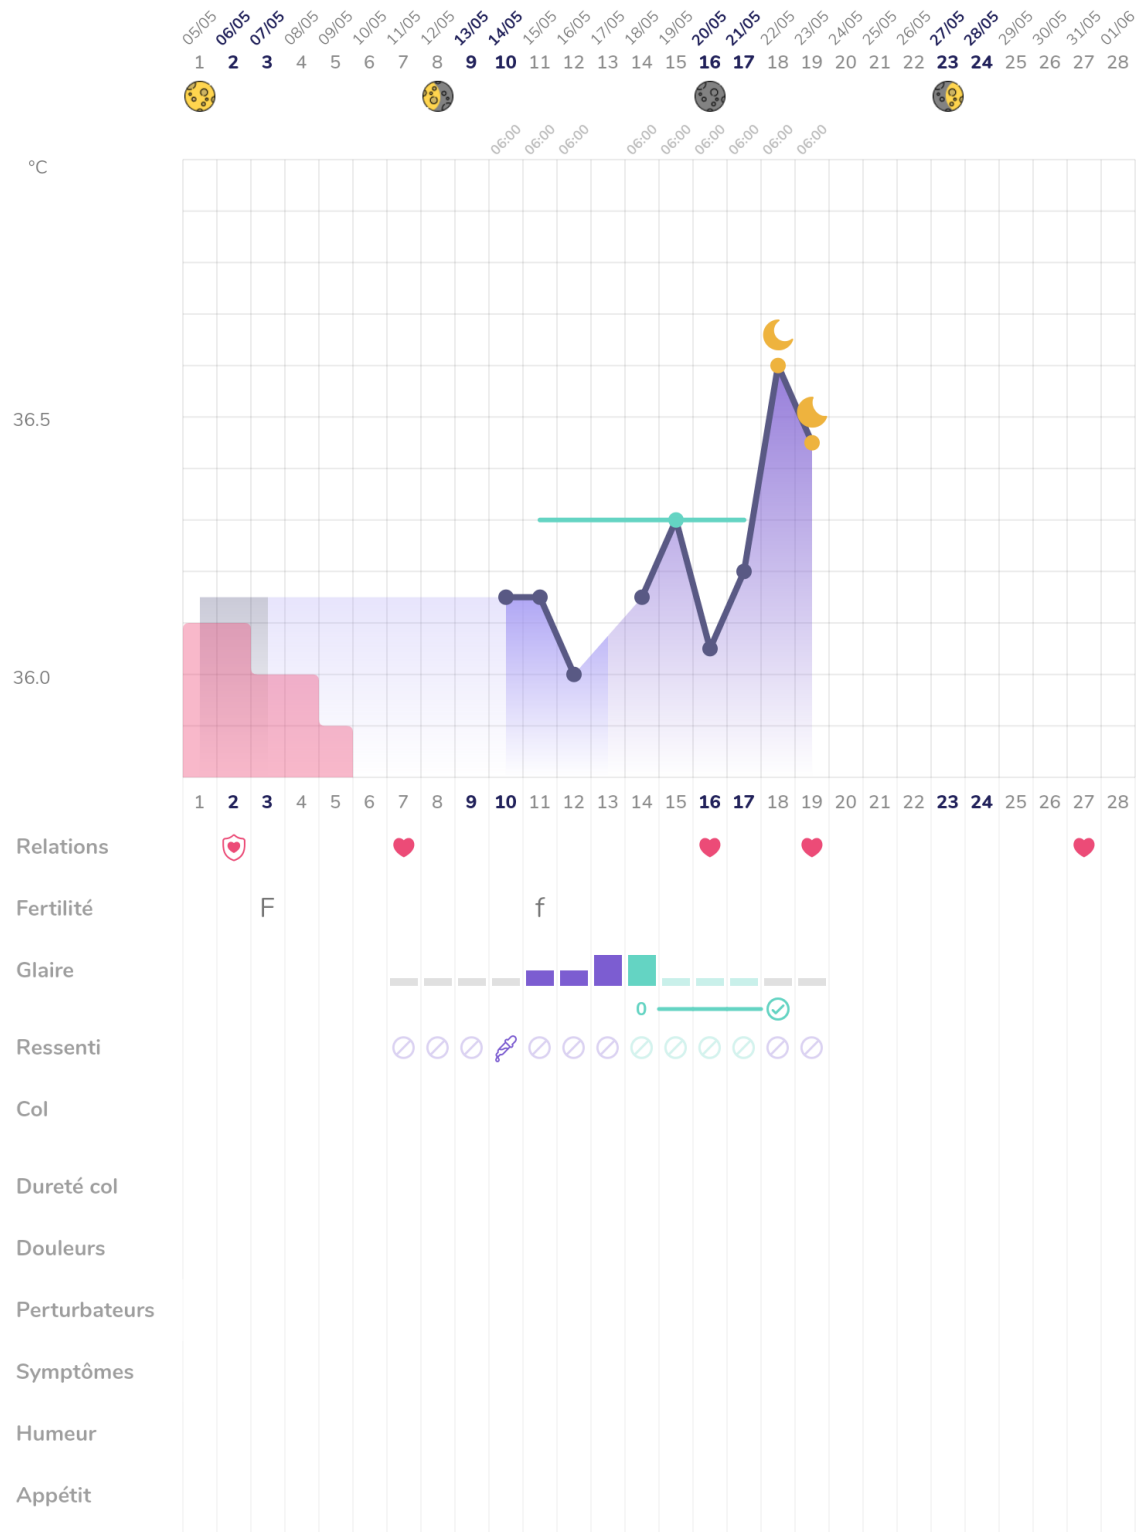 05/05 06/05 07/05 08/05 09/05 10/05 11/05 12/05 13/05 14/05 15/05 16/05 17/05 18/05 19/05 20/05 21/05 22/05 23/05 24/05 25/05 26/05 27/05 28/05 29/05 30/05 31/05 01/06
1 2 3 4 5 6 7 8 9 10 11 12 13 14 15 16 17 18 19 20 21 22 23 24 25 26 27 28
06:00 06:00 06:00 06:00 06:00 06:00 06:00 06:00 06:00
°C
36.5
36.0
1 2 3 4 5 6 7 8 9 10 11 12 13 14 15 16 17 18 19 20 21 22 23 24 25 26 27 28
Relations
Fertilité F f
Glaire
0
Ressenti
Col
Dureté col
Douleurs
Perturbateurs
Symptômes
Humeur
Appétit